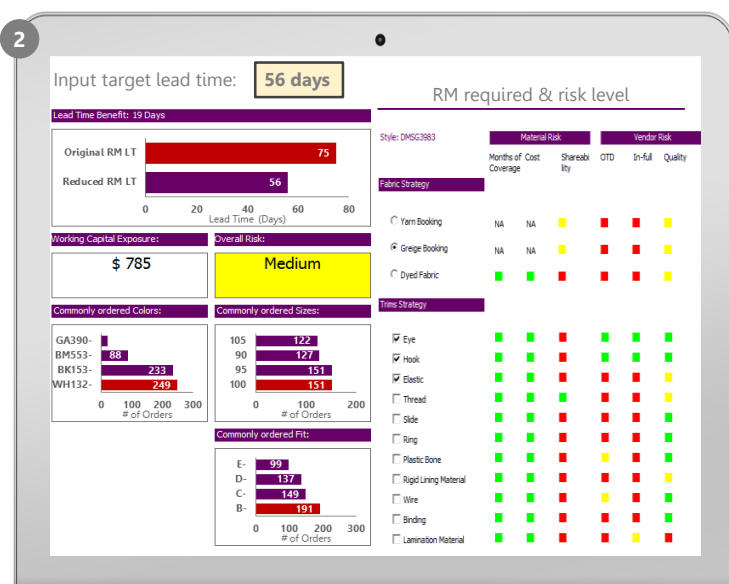 2
Input target lead time: 56 days
RM required & risk level
Lead Time Benefit: 19 Days
Original RM LT 75
Reduced RM LT 56
0 20 40 60 80
Lead Time (Days)
Working Capital Exposure:
$ 785
Overall Risk:
Medium
Commonly ordered Colors:
GA390-
BM553- 88
BK153- 233
WH132- 249
0 100 200 300
# of Orders
Commonly ordered Sizes:
105 122
90 127
95 151
100 151
0 100 200
# of Orders
Commonly ordered Fit:
E- 99
D- 137
C- 149
B- 191
0 100 200 300
# of Orders
Style: DMSG3983
Material Risk
Vendor Risk
Months of Cost Shareabi OTD In-full Quality
Coverage lity
Fabric Strategy
Yarn Booking NA NA
Greige Booking NA NA
Dyed Fabric
Trims Strategy
Eye
Hook
Elastic
Thread
Slide
Ring
Plastic Bone
Rigid Lining Material
Wire
Binding
Lamination Material